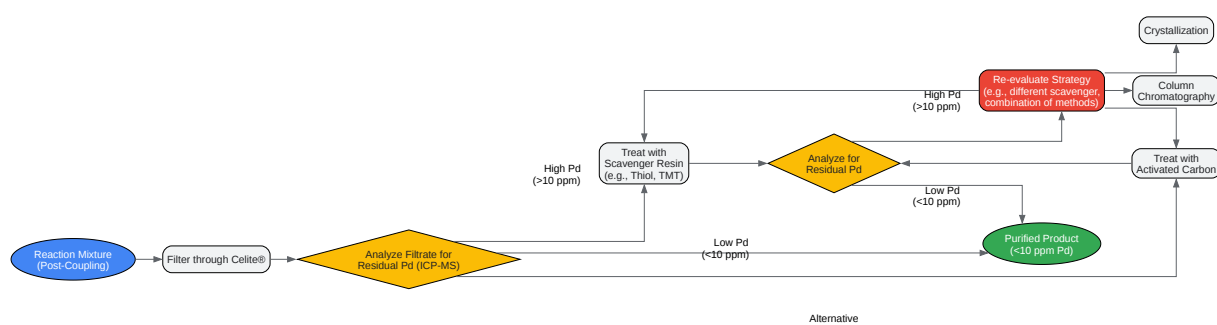 Crystallization
Re-evaluate Strategy
(e.g., different scavenger,
combination of methods)
Column
Chromatography
High Pd
(>10 ppm)
Treat with
Scavenger Resin
(e.g., Thiol, TMT)
Analyze for
Residual Pd
Treat with
Activated Carbon
High Pd
(>10 ppm)
Low Pd
(<10 ppm)
Reaction Mixture
(Post-Coupling)
Filter through Celite®
Analyze Filtrate for
Residual Pd (ICP-MS)
Low Pd
(<10 ppm)
Purified Product
(<10 ppm Pd)
Alternative